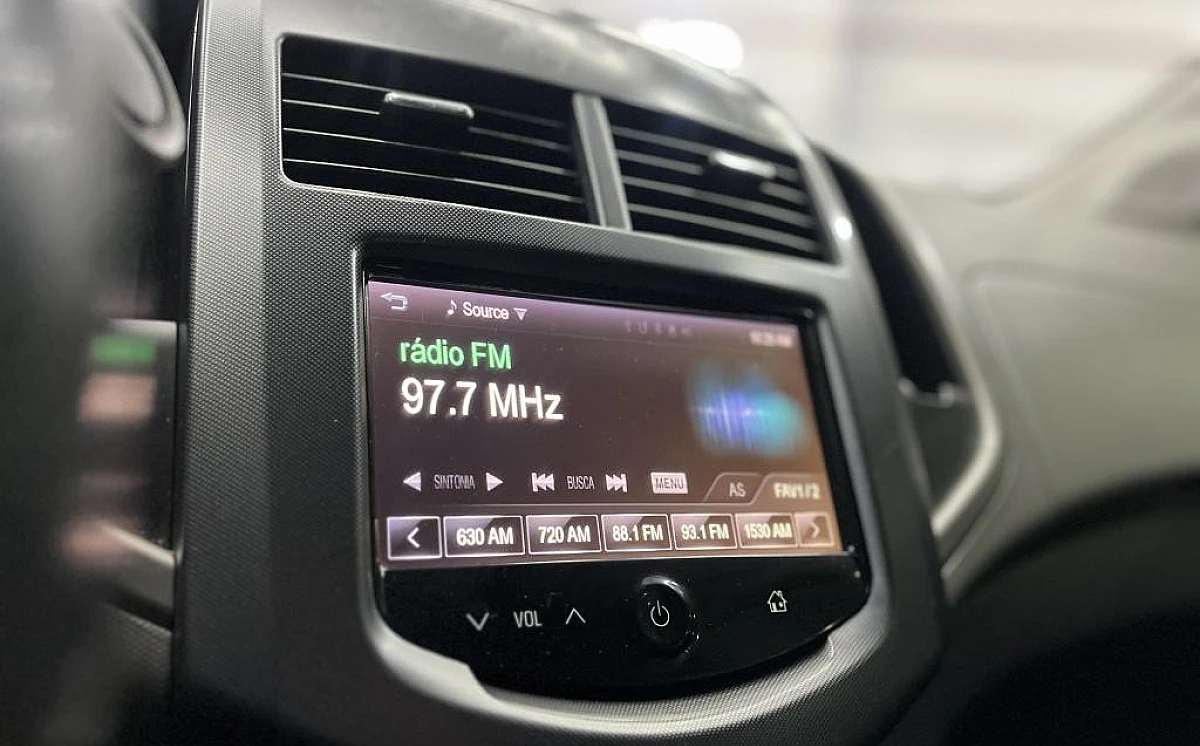 Source
rádio FM
97.7 MHz
SINTONIA BUSCA MENU AS FAV1/2
630 AM 720 AM 88.1 FM 93.1 FM 1530 AM
VOL